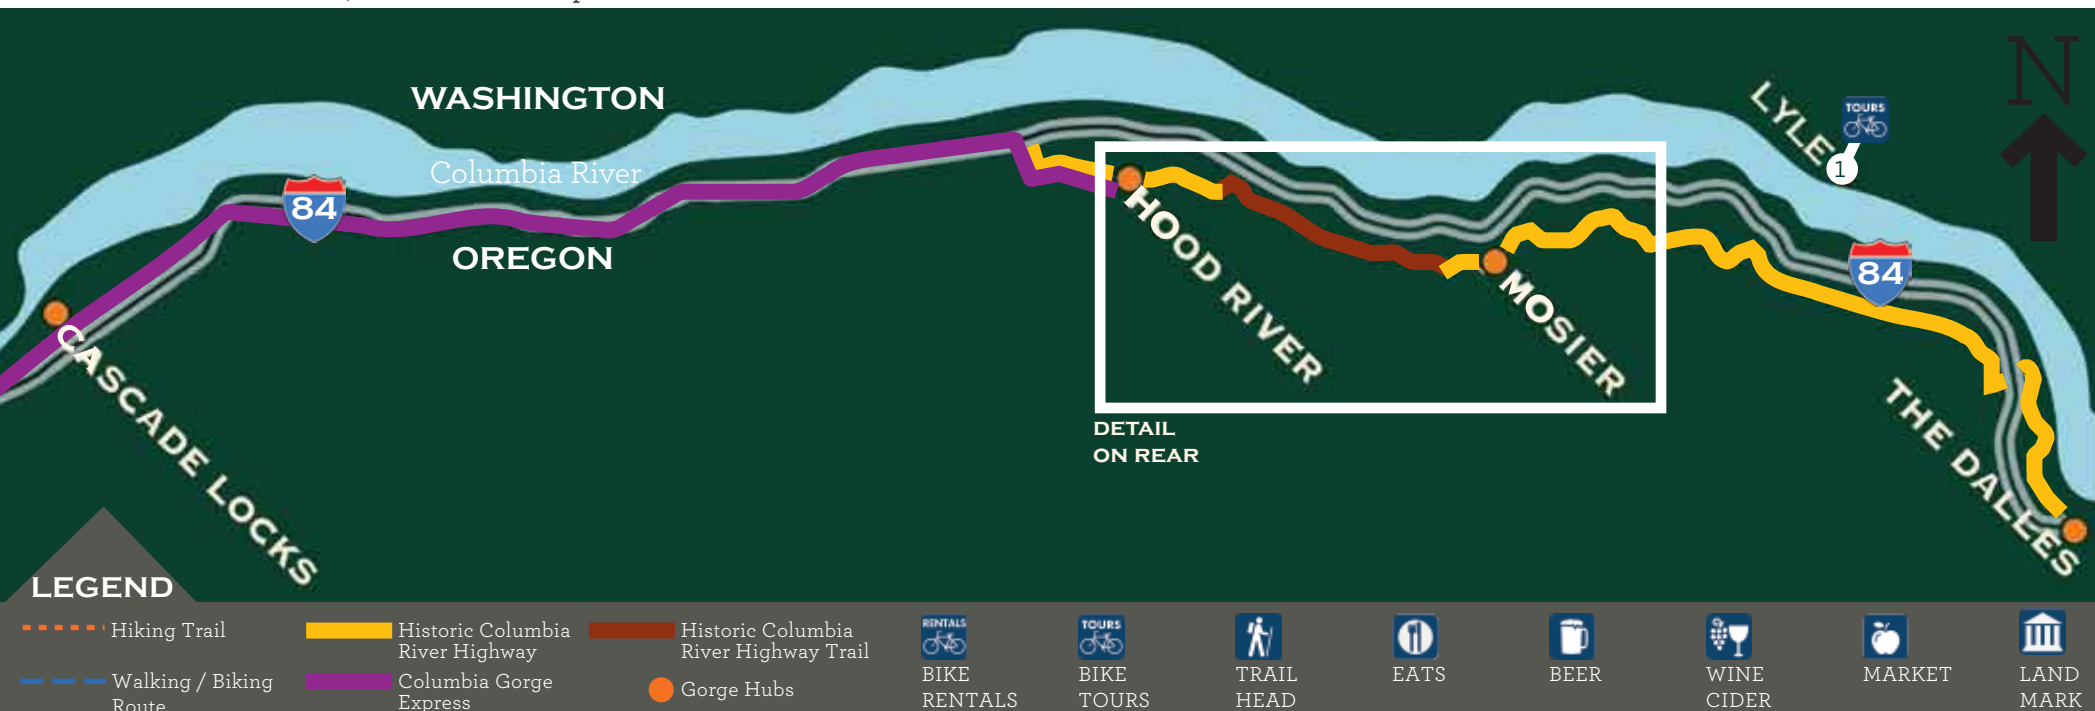 WASHINGTON
Columbia River
84
OREGON
CASCADE LOCKS
HOOD RIVER
MOSIER
DETAIL
ON REAR
LYLE
TOURS
1
N
84
THE DALLES
LEGEND
Hiking Trail
Walking / Biking
Route
Historic Columbia
River Highway
Columbia Gorge
Express
Historic Columbia
River Highway Trail
Gorge Hubs
RENTALS
BIKE
RENTALS
TOURS
BIKE
TOURS
TRAIL
HEAD
EATS
BEER
WINE
CIDER
MARKET
LAND
MARK